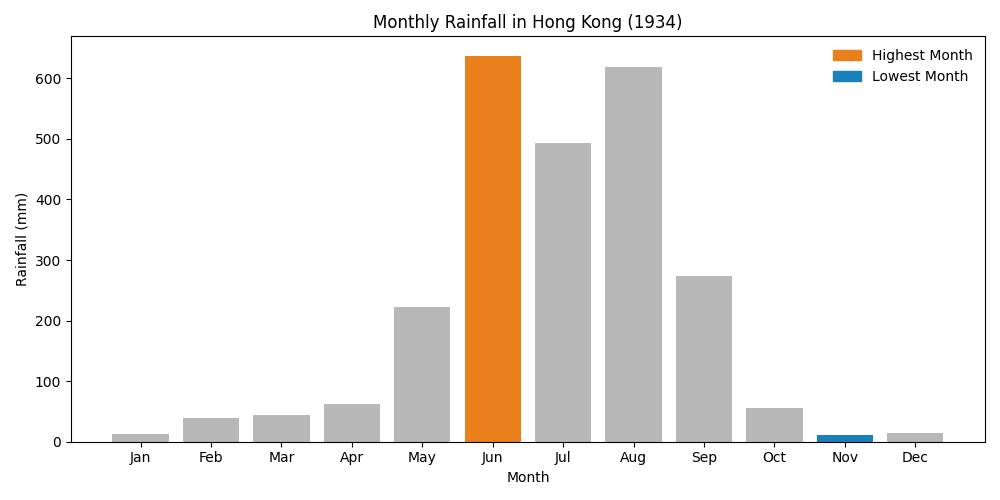 Monthly Rainfall in Hong Kong (1934)
Highest Month
Lowest Month
Rainfall (mm)
600
500
400
300
200
100
0
Jan Feb Mar Apr May Jun Jul Aug Sep Oct Nov Dec
Month